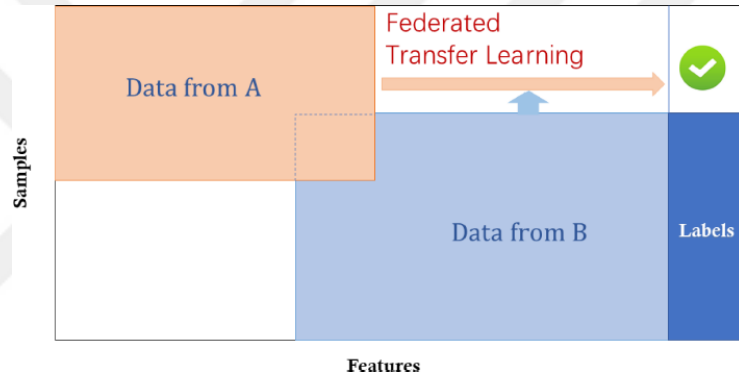 Federated
Transfer Learning
Data from A
Samples
Data from B
Labels
Features